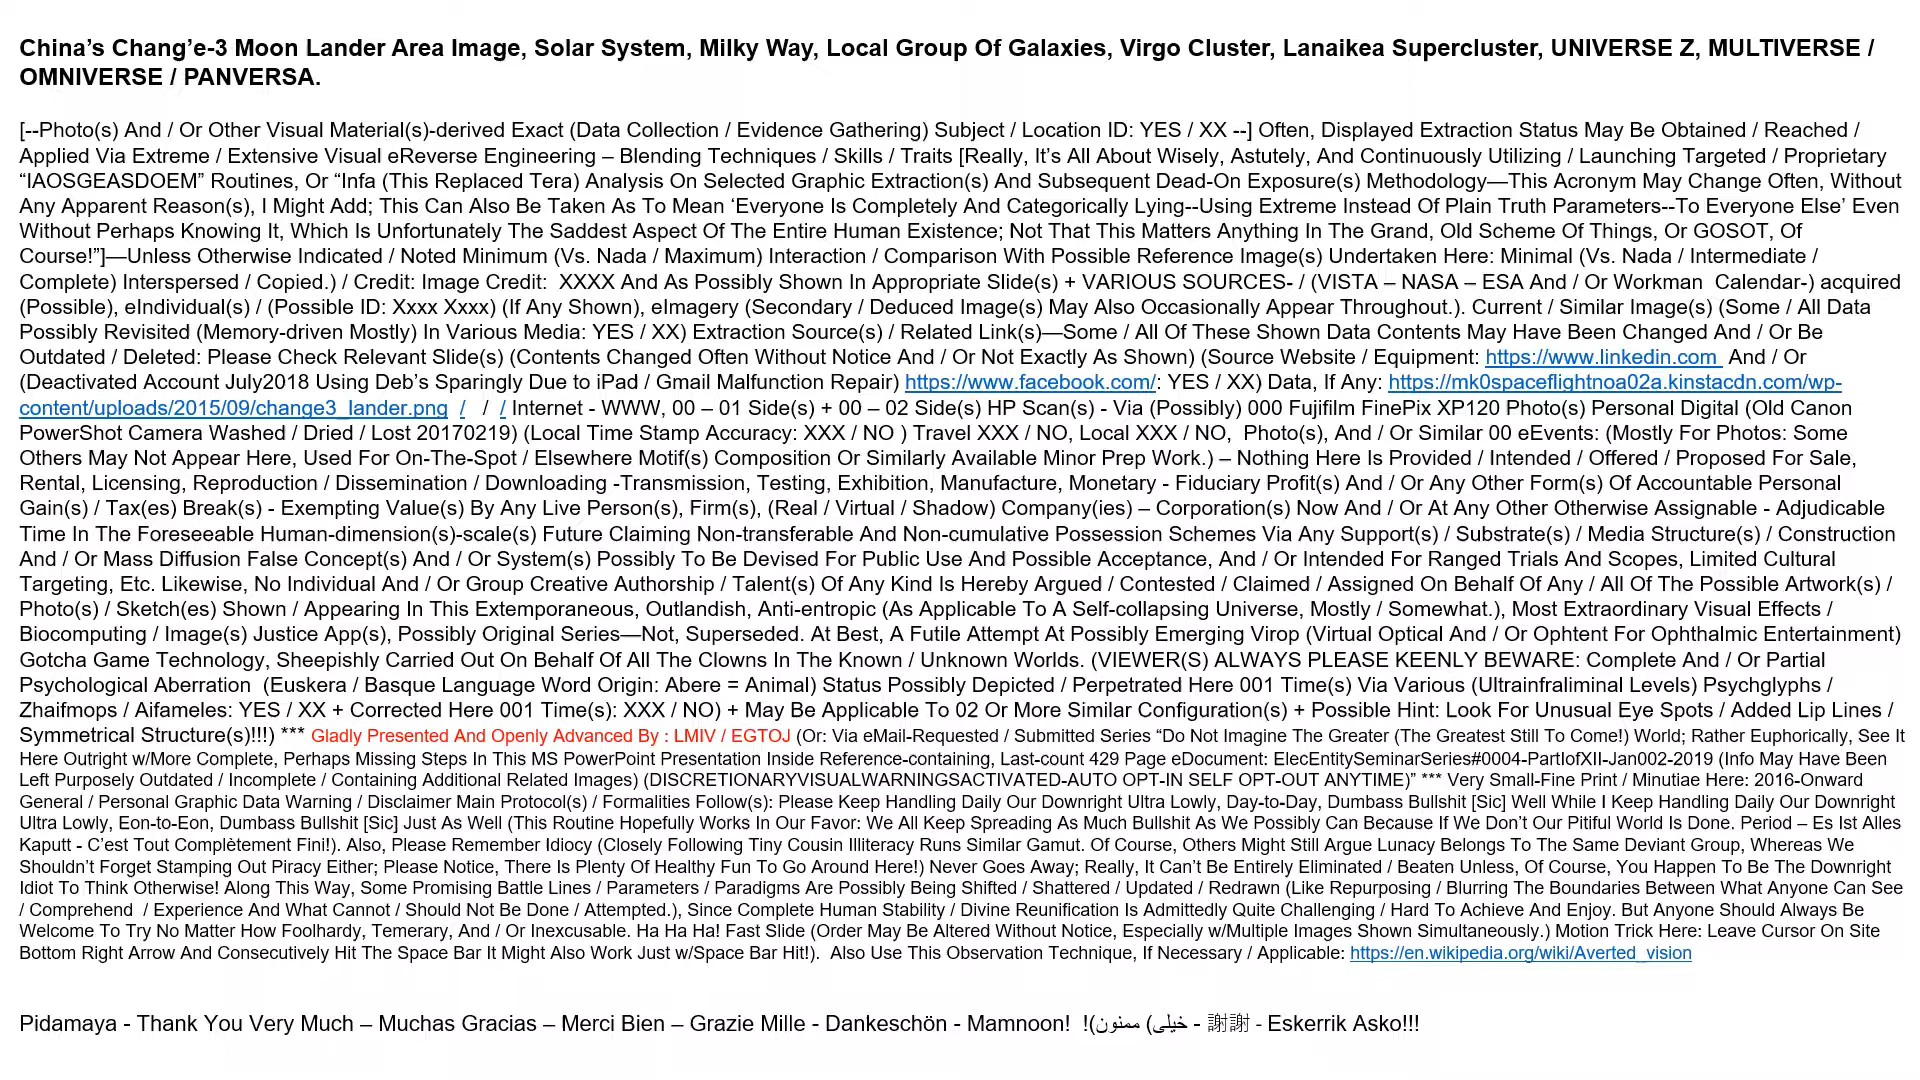 China’s Chang’e-3 Moon Lander Area Image, Solar System, Milky Way, Local Group Of Galaxies, Virgo Cluster, Lanaikea Supercluster, UNIVERSE Z, MULTIVERSE /
OMNIVERSE / PANVERSA.
[--Photo(s) And / Or Other Visual Material(s)-derived Exact (Data Collection / Evidence Gathering) Subject / Location ID: YES / XX --] Often, Displayed Extraction Status May Be Obtained / Reached /
Applied Via Extreme / Extensive Visual eReverse Engineering – Blending Techniques / Skills / Traits [Really, It’s All About Wisely, Astutely, And Continuously Utilizing / Launching Targeted / Proprietary
“IAOSGEASDOEM” Routines, Or “Infa (This Replaced Tera) Analysis On Selected Graphic Extraction(s) And Subsequent Dead-On Exposure(s) Methodology—This Acronym May Change Often, Without
Any Apparent Reason(s), I Might Add; This Can Also Be Taken As To Mean ‘Everyone Is Completely And Categorically Lying--Using Extreme Instead Of Plain Truth Parameters--To Everyone Else’ Even
Without Perhaps Knowing It, Which Is Unfortunately The Saddest Aspect Of The Entire Human Existence; Not That This Matters Anything In The Grand, Old Scheme Of Things, Or GOSOT, Of
Course!”]—Unless Otherwise Indicated / Noted Minimum (Vs. Nada / Maximum) Interaction / Comparison With Possible Reference Image(s) Undertaken Here: Minimal (Vs. Nada / Intermediate /
Complete) Interspersed / Copied.) / Credit: Image Credit:  XXXX And As Possibly Shown In Appropriate Slide(s) + VARIOUS SOURCES- / (VISTA – NASA – ESA And / Or Workman  Calendar-) acquired
(Possible), eIndividual(s) / (Possible ID: Xxxx Xxxx) (If Any Shown), eImagery (Secondary / Deduced Image(s) May Also Occasionally Appear Throughout.). Current / Similar Image(s) (Some / All Data
Possibly Revisited (Memory-driven Mostly) In Various Media: YES / XX) Extraction Source(s) / Related Link(s)—Some / All Of These Shown Data Contents May Have Been Changed And / Or Be
Outdated / Deleted: Please Check Relevant Slide(s) (Contents Changed Often Without Notice And / Or Not Exactly As Shown) (Source Website / Equipment: https://www.linkedin.com  And / Or
(Deactivated Account July2018 Using Deb’s Sparingly Due to iPad / Gmail Malfunction Repair) https://www.facebook.com/: YES / XX) Data, If Any: https://mk0spaceflightnoa02a.kinstacdn.com/wp-
content/uploads/2015/09/change3_lander.png  /   /  / Internet - WWW, 00 – 01 Side(s) + 00 – 02 Side(s) HP Scan(s) - Via (Possibly) 000 Fujifilm FinePix XP120 Photo(s) Personal Digital (Old Canon
PowerShot Camera Washed / Dried / Lost 20170219) (Local Time Stamp Accuracy: XXX / NO ) Travel XXX / NO, Local XXX / NO,  Photo(s), And / Or Similar 00 eEvents: (Mostly For Photos: Some
Others May Not Appear Here, Used For On-The-Spot / Elsewhere Motif(s) Composition Or Similarly Available Minor Prep Work.) – Nothing Here Is Provided / Intended / Offered / Proposed For Sale,
Rental, Licensing, Reproduction / Dissemination / Downloading -Transmission, Testing, Exhibition, Manufacture, Monetary - Fiduciary Profit(s) And / Or Any Other Form(s) Of Accountable Personal
Gain(s) / Tax(es) Break(s) - Exempting Value(s) By Any Live Person(s), Firm(s), (Real / Virtual / Shadow) Company(ies) – Corporation(s) Now And / Or At Any Other Otherwise Assignable - Adjudicable
Time In The Foreseeable Human-dimension(s)-scale(s) Future Claiming Non-transferable And Non-cumulative Possession Schemes Via Any Support(s) / Substrate(s) / Media Structure(s) / Construction
And / Or Mass Diffusion False Concept(s) And / Or System(s) Possibly To Be Devised For Public Use And Possible Acceptance, And / Or Intended For Ranged Trials And Scopes, Limited Cultural
Targeting, Etc. Likewise, No Individual And / Or Group Creative Authorship / Talent(s) Of Any Kind Is Hereby Argued / Contested / Claimed / Assigned On Behalf Of Any / All Of The Possible Artwork(s) /
Photo(s) / Sketch(es) Shown / Appearing In This Extemporaneous, Outlandish, Anti-entropic (As Applicable To A Self-collapsing Universe, Mostly / Somewhat.), Most Extraordinary Visual Effects /
Biocomputing / Image(s) Justice App(s), Possibly Original Series—Not, Superseded. At Best, A Futile Attempt At Possibly Emerging Virop (Virtual Optical And / Or Ophtent For Ophthalmic Entertainment)
Gotcha Game Technology, Sheepishly Carried Out On Behalf Of All The Clowns In The Known / Unknown Worlds. (VIEWER(S) ALWAYS PLEASE KEENLY BEWARE: Complete And / Or Partial
Psychological Aberration  (Euskera / Basque Language Word Origin: Abere = Animal) Status Possibly Depicted / Perpetrated Here 001 Time(s) Via Various (Ultrainfraliminal Levels) Psychglyphs /
Zhaifmops / Aifameles: YES / XX + Corrected Here 001 Time(s): XXX / NO) + May Be Applicable To 02 Or More Similar Configuration(s) + Possible Hint: Look For Unusual Eye Spots / Added Lip Lines /
Symmetrical Structure(s)!!!) *** Gladly Presented And Openly Advanced By : LMIV / EGTOJ (Or: Via eMail-Requested / Submitted Series “Do Not Imagine The Greater (The Greatest Still To Come!) World; Rather Euphorically, See It
Here Outright w/More Complete, Perhaps Missing Steps In This MS PowerPoint Presentation Inside Reference-containing, Last-count 429 Page eDocument: ElecEntitySeminarSeries#0004-PartIofXII-Jan002-2019 (Info May Have Been
Left Purposely Outdated / Incomplete / Containing Additional Related Images) (DISCRETIONARYVISUALWARNINGSACTIVATED-AUTO OPT-IN SELF OPT-OUT ANYTIME)” *** Very Small-Fine Print / Minutiae Here: 2016-Onward
General / Personal Graphic Data Warning / Disclaimer Main Protocol(s) / Formalities Follow(s): Please Keep Handling Daily Our Downright Ultra Lowly, Day-to-Day, Dumbass Bullshit [Sic] Well While I Keep Handling Daily Our Downright
Ultra Lowly, Eon-to-Eon, Dumbass Bullshit [Sic] Just As Well (This Routine Hopefully Works In Our Favor: We All Keep Spreading As Much Bullshit As We Possibly Can Because If We Don’t Our Pitiful World Is Done. Period – Es Ist Alles
Kaputt - C’est Tout Complètement Fini!). Also, Please Remember Idiocy (Closely Following Tiny Cousin Illiteracy Runs Similar Gamut. Of Course, Others Might Still Argue Lunacy Belongs To The Same Deviant Group, Whereas We
Shouldn’t Forget Stamping Out Piracy Either; Please Notice, There Is Plenty Of Healthy Fun To Go Around Here!) Never Goes Away; Really, It Can’t Be Entirely Eliminated / Beaten Unless, Of Course, You Happen To Be The Downright
Idiot To Think Otherwise! Along This Way, Some Promising Battle Lines / Parameters / Paradigms Are Possibly Being Shifted / Shattered / Updated / Redrawn (Like Repurposing / Blurring The Boundaries Between What Anyone Can See
/ Comprehend  / Experience And What Cannot / Should Not Be Done / Attempted.), Since Complete Human Stability / Divine Reunification Is Admittedly Quite Challenging / Hard To Achieve And Enjoy. But Anyone Should Always Be
Welcome To Try No Matter How Foolhardy, Temerary, And / Or Inexcusable. Ha Ha Ha! Fast Slide (Order May Be Altered Without Notice, Especially w/Multiple Images Shown Simultaneously.) Motion Trick Here: Leave Cursor On Site
Bottom Right Arrow And Consecutively Hit The Space Bar It Might Also Work Just w/Space Bar Hit!).  Also Use This Observation Technique, If Necessary / Applicable: https://en.wikipedia.org/wiki/Averted_vision
Pidamaya - Thank You Very Much – Muchas Gracias – Merci Bien – Grazie Mille - Dankeschön - Mamnoon!  !(خیلی) ممنون - 謝謝 - Eskerrik Asko!!!